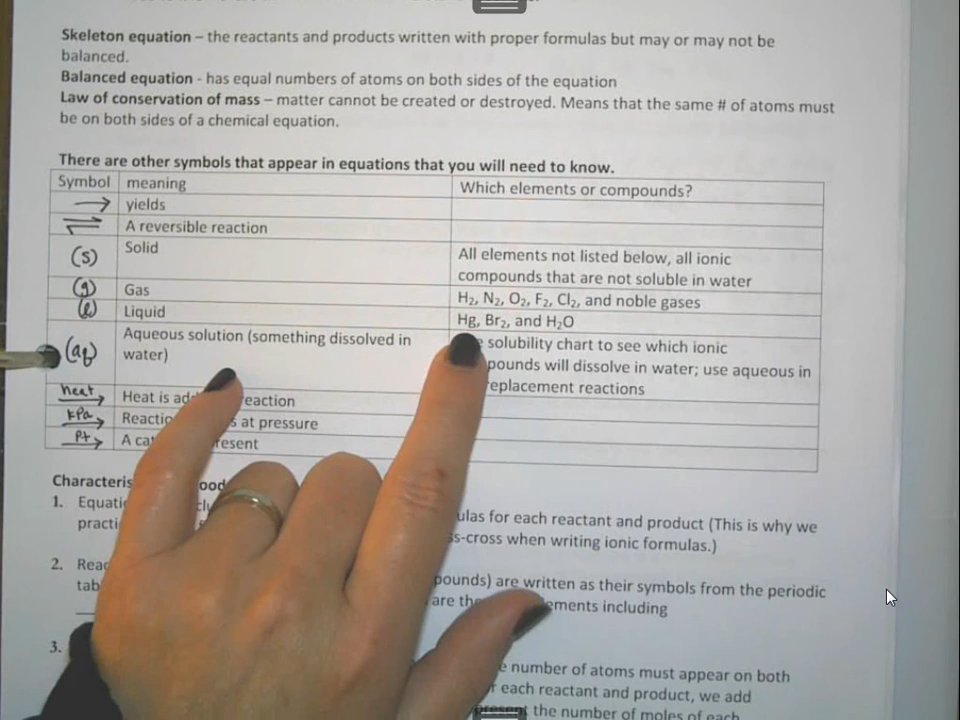 Skeleton equation – the reactants and products written with proper formulas but may or may not be
balanced.
Balanced equation - has equal numbers of atoms on both sides of the equation
Law of conservation of mass – matter cannot be created or destroyed. Means that the same # of atoms must
be on both sides of a chemical equation.
There are other symbols that appear in equations that you will need to know.
Symbol meaning Which elements or compounds?
→ yields
⇌ A reversible reaction
(s) Solid All elements not listed below, all ionic
compounds that are not soluble in water
(g) Gas H₂, N₂, O₂, F₂, Cl₂, and noble gases
(l) Liquid Hg, Br₂, and H₂O
(aq) Aqueous solution (something dissolved in
water)
solubility chart to see which ionic
pounds will dissolve in water; use aqueous in
eplacement reactions
heat Heat is ad eaction
kPa Reactio s at pressure
Pt A ca resent
Characteris ood
1. Equati ulas for each reactant and product (This is why we
practi ss-cross when writing ionic formulas.)
2. Reac pounds) are written as their symbols from the periodic
tab are the ements including
3.
e number of atoms must appear on both
r each reactant and product, we add
present the number of moles of each